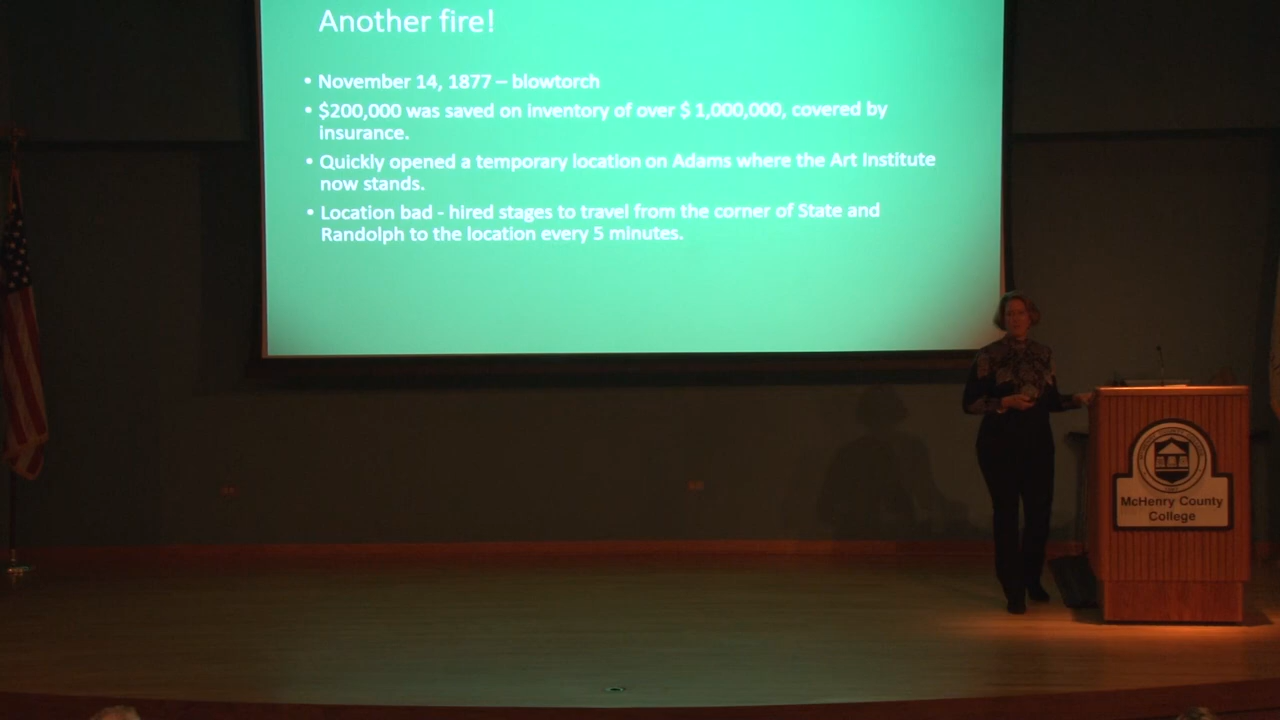 Another fire!
• November 14, 1877 – blowtorch
• $200,000 was saved on inventory of over $ 1,000,000, covered by
insurance.
• Quickly opened a temporary location on Adams where the Art Institute
now stands.
• Location bad - hired stages to travel from the corner of State and
Randolph to the location every 5 minutes.
McHenry County
College